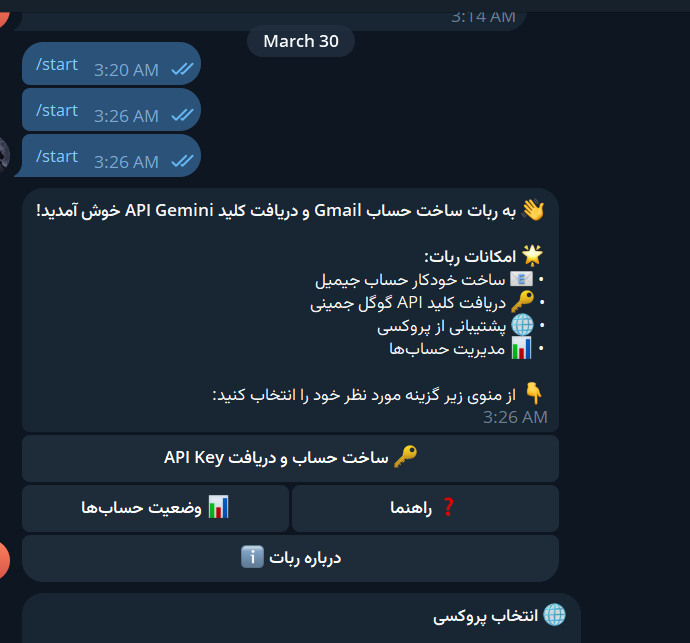 3:14 AM
March 30
/start 3:20 AM
/start 3:26 AM
/start 3:26 AM
👋 به ربات ساخت حساب Gmail و دریافت کلید API Gemini خوش آمدید!
🌟 امکانات ربات:
• 📧 ساخت خودکار حساب جیمیل
• 🔑 دریافت کلید API گوگل جمینی
• 🌐 پشتیبانی از پروکسی
• 📊 مدیریت حساب‌ها
👇 از منوی زیر گزینه مورد نظر خود را انتخاب کنید:
3:26 AM
🔑 ساخت حساب و دریافت API Key
📊 وضعیت حساب‌ها
❓ راهنما
درباره ربات ℹ️
🌐 انتخاب پروکسی